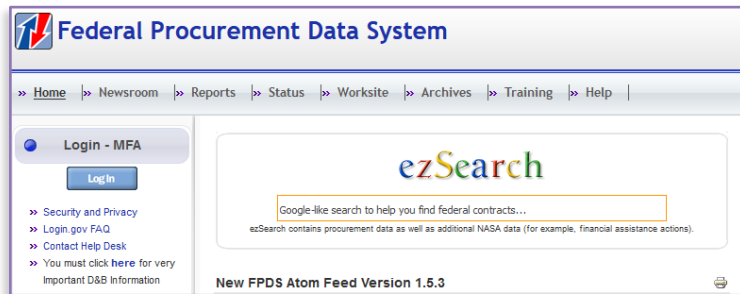 Federal Procurement Data System
» Home » Newsroom » Reports » Status » Worksite » Archives » Training » Help
Login - MFA
Log In
» Security and Privacy
» Login.gov FAQ
» Contact Help Desk
» You must click here for very
Important D&B Information
ezSearch
Google-like search to help you find federal contracts...
ezSearch contains procurement data as well as additional NASA data (for example, financial assistance actions).
New FPDS Atom Feed Version 1.5.3